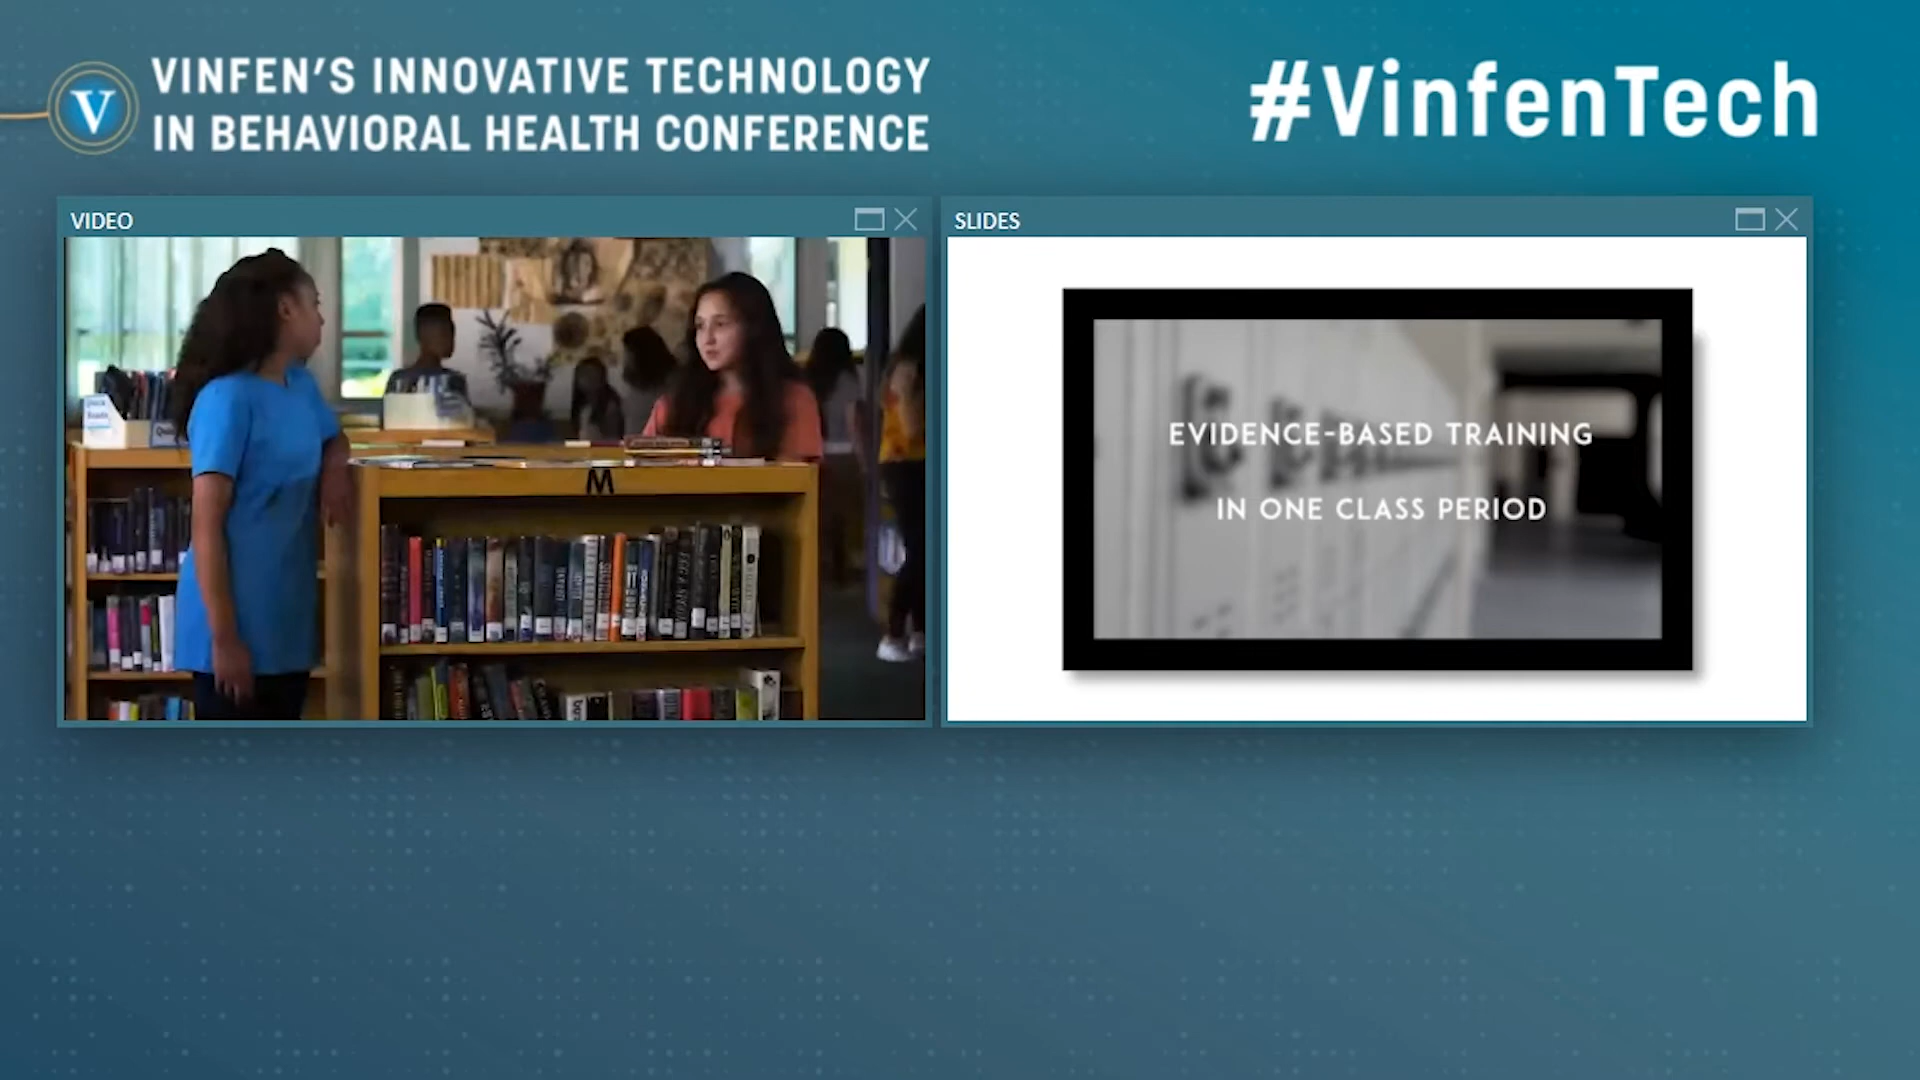 V
VINFEN'S INNOVATIVE TECHNOLOGY
IN BEHAVIORAL HEALTH CONFERENCE
#VinfenTech
VIDEO
SLIDES
M
EVIDENCE-BASED TRAINING
IN ONE CLASS PERIOD